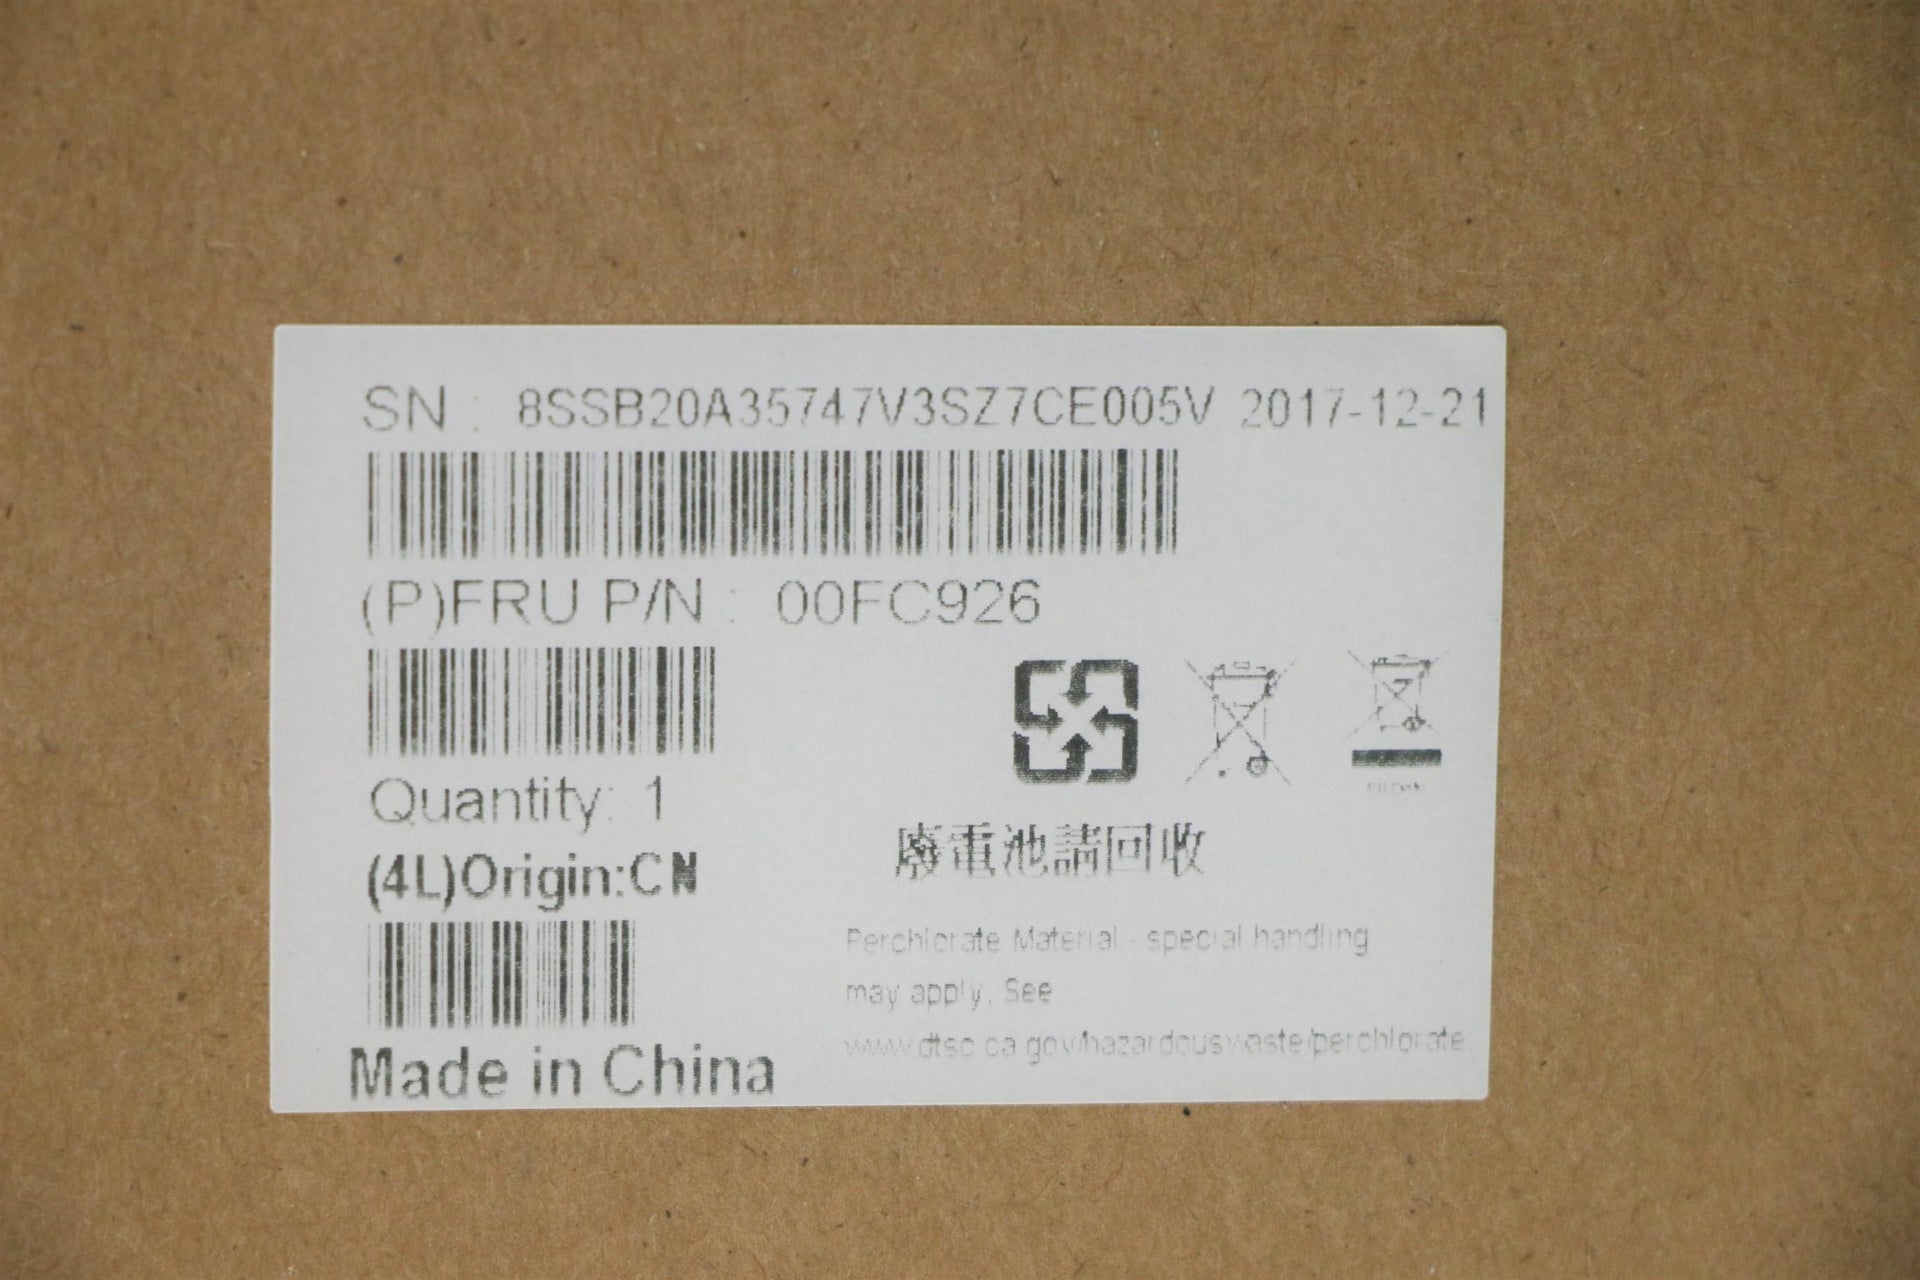 SN : 8SSB20A35747V3SZ7CE005V 2017-12-21
(P)FRU P/N : 00FC926
Quantity: 1
(4L)Origin:CN
Made in China
廢電池請回收
Perchlorate Material - special handling
may apply. See
www.dtsc.ca.gov/hazardouswaste/perchlorate.